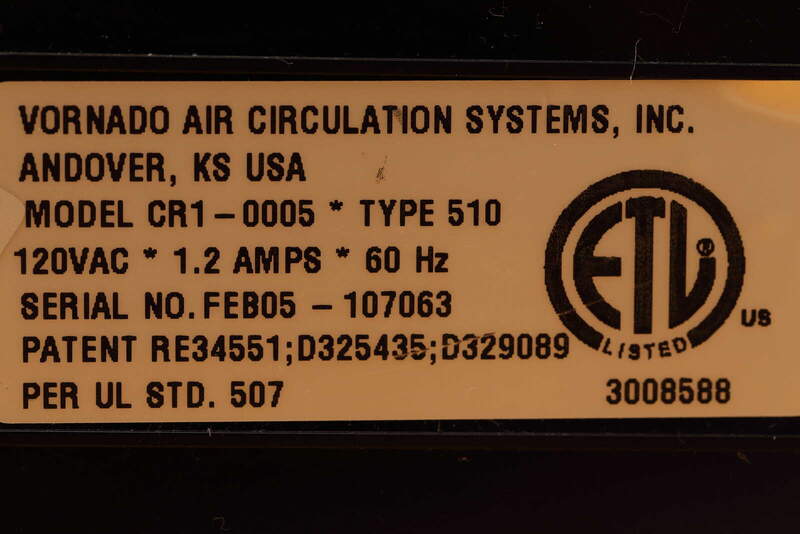 VORNADO AIR CIRCULATION SYSTEMS, INC.
ANDOVER, KS USA
MODEL CR1-0005 * TYPE 510
120VAC * 1.2 AMPS * 60 Hz
SERIAL NO. FEB05 - 107063
PATENT RE34551;D325435;D329089
PER UL STD. 507
ETL®
LISTED
US
3008588